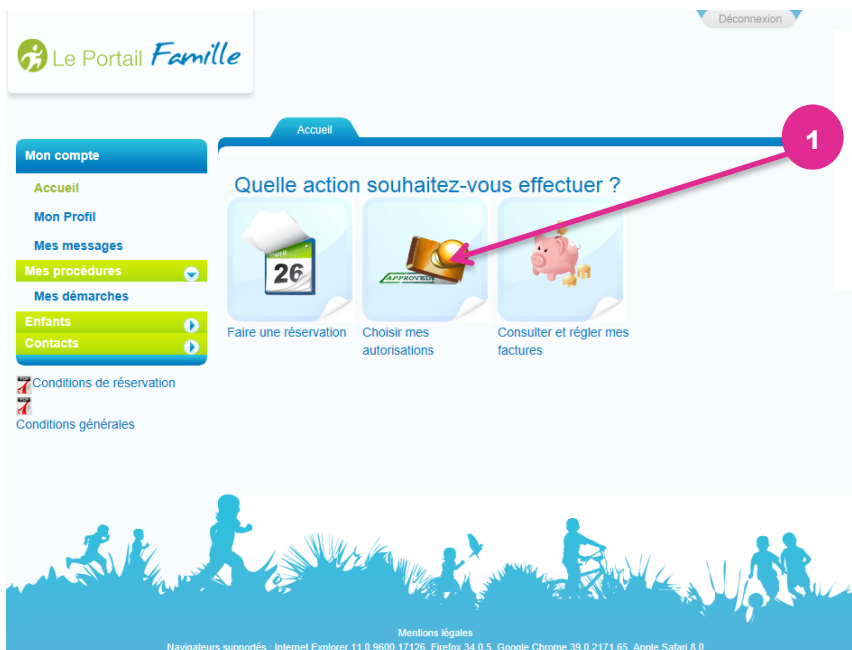 Déconnexion
Le Portail Famille
Accueil
1
Mon compte
Accueil
Mon Profil
Mes messages
Mes procédures
Mes démarches
Enfants
Contacts
Conditions de réservation
Conditions générales
Quelle action souhaitez-vous effectuer ?
26
APPROVED
Faire une réservation
Choisir mes
autorisations
Consulter et régler mes
factures
Mentions légales
Navigateurs supportés : Internet Explorer 11.0.9600.17126, Firefox 34.0.5, Google Chrome 39.0.2171.65, Apple Safari 8.0